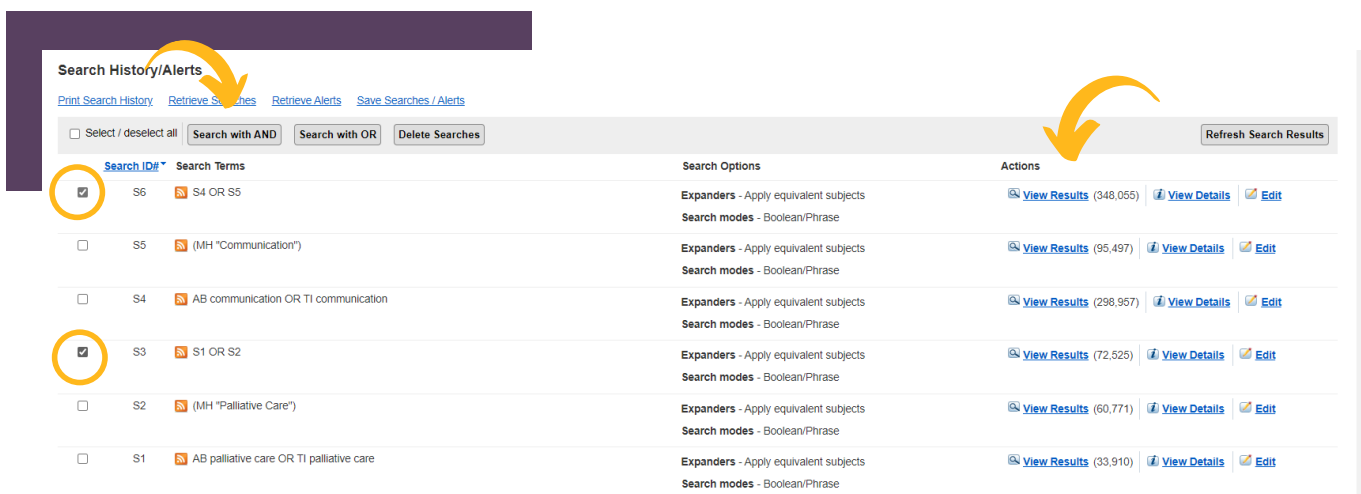 Search History/Alerts
Print Search History Retrieve Searches Retrieve Alerts Save Searches / Alerts
Select / deselect all Search with AND Search with OR Delete Searches Refresh Search Results
Search ID# Search Terms Search Options Actions
S6 S4 OR S5 Expanders - Apply equivalent subjects View Results (348,055) View Details Edit
Search modes - Boolean/Phrase
S5 (MH "Communication") Expanders - Apply equivalent subjects View Results (95,497) View Details Edit
Search modes - Boolean/Phrase
S4 AB communication OR TI communication Expanders - Apply equivalent subjects View Results (298,957) View Details Edit
Search modes - Boolean/Phrase
S3 S1 OR S2 Expanders - Apply equivalent subjects View Results (72,525) View Details Edit
Search modes - Boolean/Phrase
S2 (MH "Palliative Care") Expanders - Apply equivalent subjects View Results (60,771) View Details Edit
Search modes - Boolean/Phrase
S1 AB palliative care OR TI palliative care Expanders - Apply equivalent subjects View Results (33,910) View Details Edit
Search modes - Boolean/Phrase